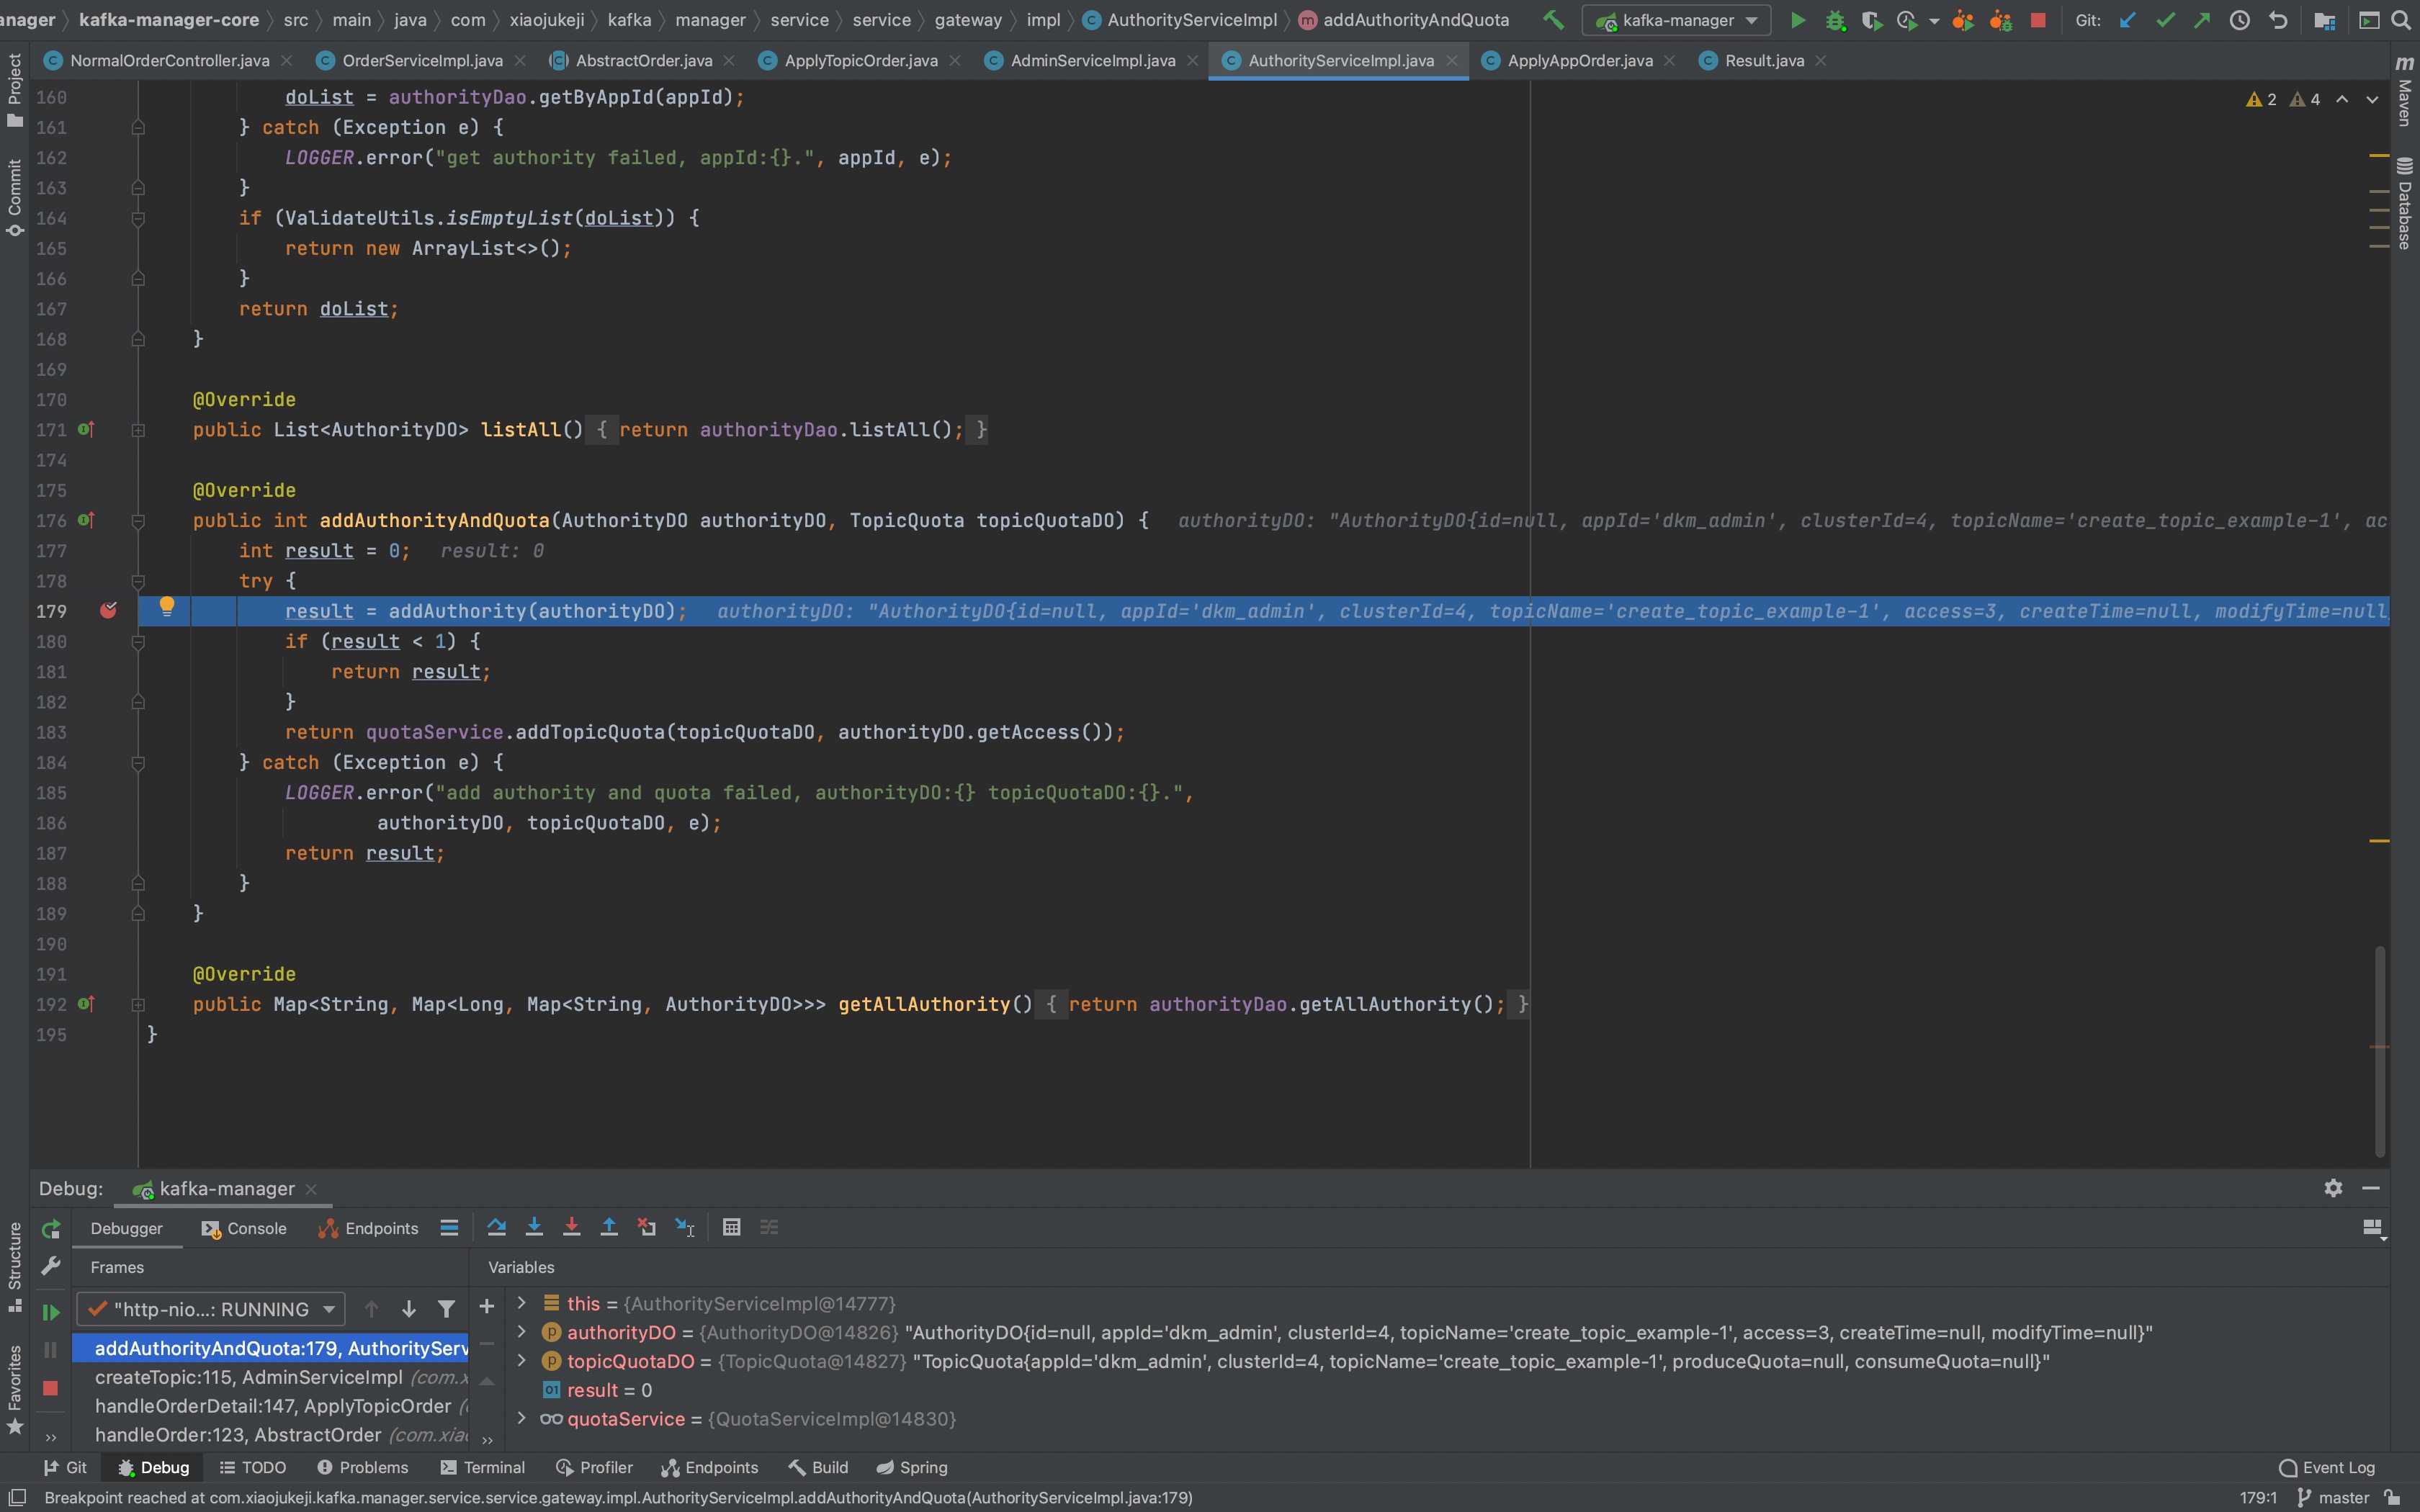 anager kafka-manager-core src main java com xiaojukeji kafka manager service service gateway impl AuthorityServiceImpl addAuthorityAndQuota kafka-manager Git:
NormalOrderController.java OrderServiceImpl.java AbstractOrder.java ApplyTopicOrder.java AdminServiceImpl.java AuthorityServiceImpl.java ApplyAppOrder.java Result.java
Project
Commit
Structure
Favorites
Maven
Database
2 4
160 doList = authorityDao.getByAppId(appId);
161 } catch (Exception e) {
162 LOGGER.error("get authority failed, appId:{}.", appId, e);
163 }
164 if (ValidateUtils.isEmptyList(doList)) {
165 return new ArrayList<>();
166 }
167 return doList;
168 }
169
170 @Override
171 public List<AuthorityDO> listAll() { return authorityDao.listAll(); }
174
175 @Override
176 public int addAuthorityAndQuota(AuthorityDO authorityDO, TopicQuota topicQuotaDO) { authorityDO: "AuthorityDO{id=null, appId='dkm_admin', clusterId=4, topicName='create_topic_example-1', ac
177 int result = 0; result: 0
178 try {
179 result = addAuthority(authorityDO); authorityDO: "AuthorityDO{id=null, appId='dkm_admin', clusterId=4, topicName='create_topic_example-1', access=3, createTime=null, modifyTime=null
180 if (result < 1) {
181 return result;
182 }
183 return quotaService.addTopicQuota(topicQuotaDO, authorityDO.getAccess());
184 } catch (Exception e) {
185 LOGGER.error("add authority and quota failed, authorityDO:{} topicQuotaDO:{}.",
186 authorityDO, topicQuotaDO, e);
187 return result;
188 }
189 }
190
191 @Override
192 public Map<String, Map<Long, Map<String, AuthorityDO>>> getAllAuthority() { return authorityDao.getAllAuthority(); }
195 }
Debug: kafka-manager
Debugger Console Endpoints
Frames Variables
"http-nio...: RUNNING
addAuthorityAndQuota:179, AuthorityServ
createTopic:115, AdminServiceImpl (com.x
handleOrderDetail:147, ApplyTopicOrder (
handleOrder:123, AbstractOrder (com.xiao
this = {AuthorityServiceImpl@14777}
authorityDO = {AuthorityDO@14826} "AuthorityDO{id=null, appId='dkm_admin', clusterId=4, topicName='create_topic_example-1', access=3, createTime=null, modifyTime=null}"
topicQuotaDO = {TopicQuota@14827} "TopicQuota{appId='dkm_admin', clusterId=4, topicName='create_topic_example-1', produceQuota=null, consumeQuota=null}"
result = 0
quotaService = {QuotaServiceImpl@14830}
Git Debug TODO Problems Terminal Profiler Endpoints Build Spring Event Log
Breakpoint reached at com.xiaojukeji.kafka.manager.service.service.gateway.impl.AuthorityServiceImpl.addAuthorityAndQuota(AuthorityServiceImpl.java:179) 179:1 master